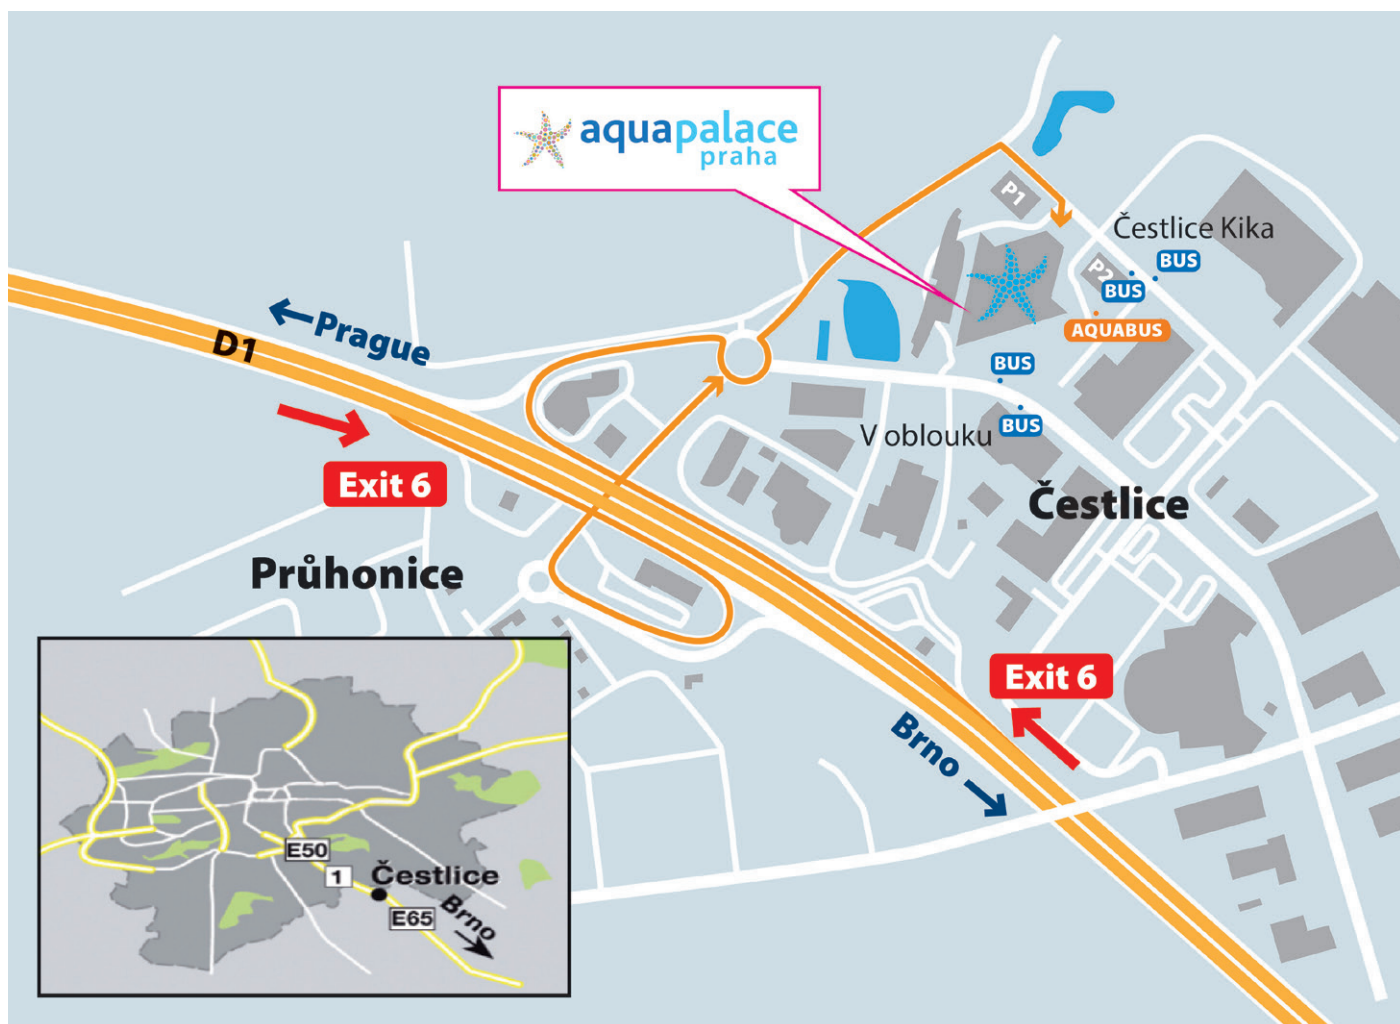 aquapalace
praha
P1
Čestlice Kika
BUS
P2
BUS
AQUABUS
Prague
D1
BUS
V oblouku
BUS
Exit 6
Čestlice
Průhonice
Exit 6
Brno
E50
1
Čestlice
E65
Brno